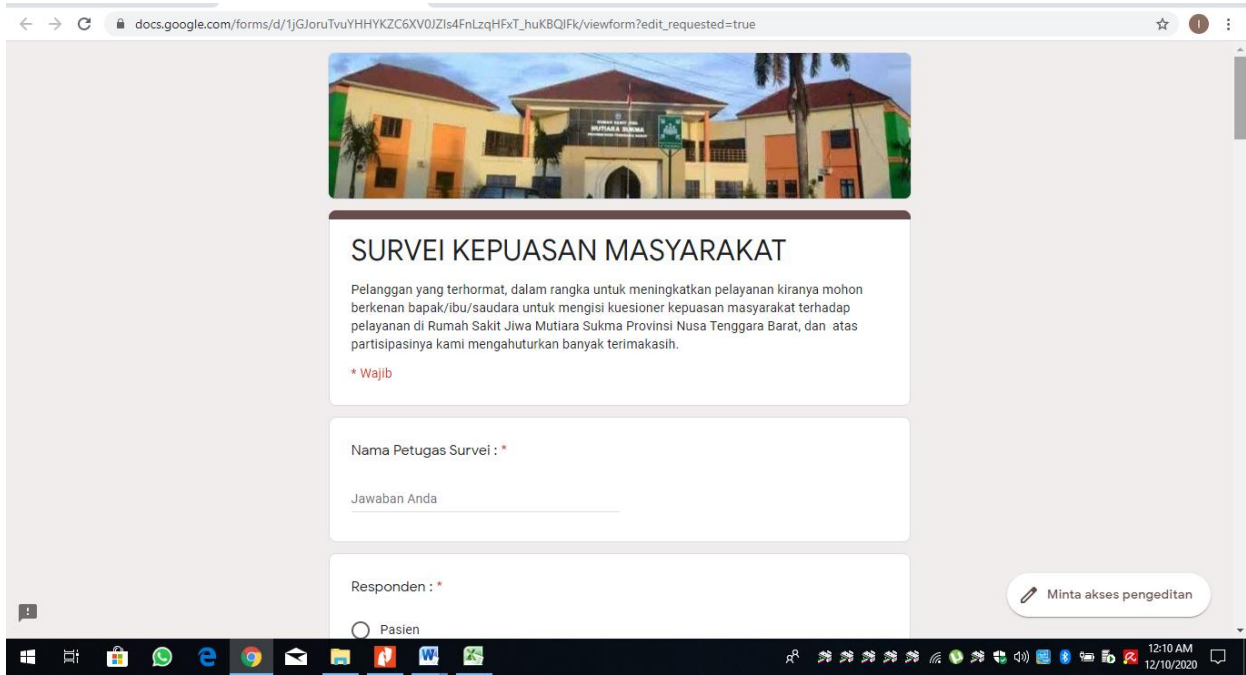 docs.google.com/forms/d/1jGJoruTvuYHHYKZC6XV0JZIs4FnLzqHFxT_huKBQIFk/viewform?edit_requested=true
I
MUTIARA SUKMA
SURVEI KEPUASAN MASYARAKAT
Pelanggan yang terhormat, dalam rangka untuk meningkatkan pelayanan kiranya mohon
berkenan bapak/ibu/saudara untuk mengisi kuesioner kepuasan masyarakat terhadap
pelayanan di Rumah Sakit Jiwa Mutiara Sukma Provinsi Nusa Tenggara Barat, dan atas
partisipasinya kami mengahuturkan banyak terimakasih.
* Wajib
Nama Petugas Survei : *
Jawaban Anda
Responden : *
Minta akses pengeditan
Pasien
12:10 AM
12/10/2020